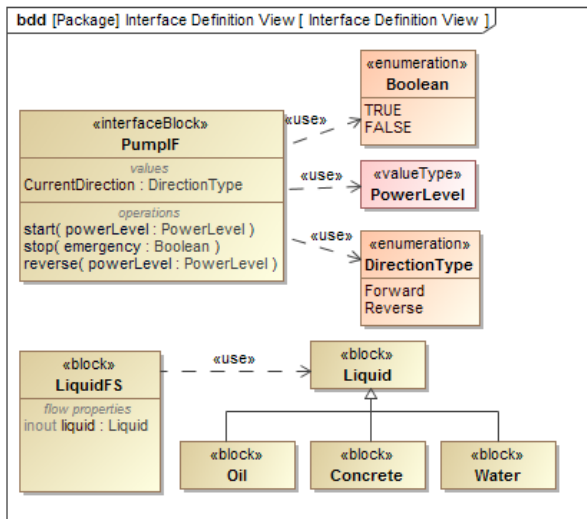 bdd [Package] Interface Definition View [ Interface Definition View ]
«enumeration»
Boolean
TRUE
FALSE
«use»
«interfaceBlock»
PumpIF
values
CurrentDirection : DirectionType
operations
start( powerLevel : PowerLevel )
stop( emergency : Boolean )
reverse( powerLevel : PowerLevel )
«use»
«valueType»
PowerLevel
«use»
«enumeration»
DirectionType
Forward
Reverse
«block»
LiquidFS
flow properties
inout liquid : Liquid
«use»
«block»
Liquid
«block»
Oil
«block»
Concrete
«block»
Water